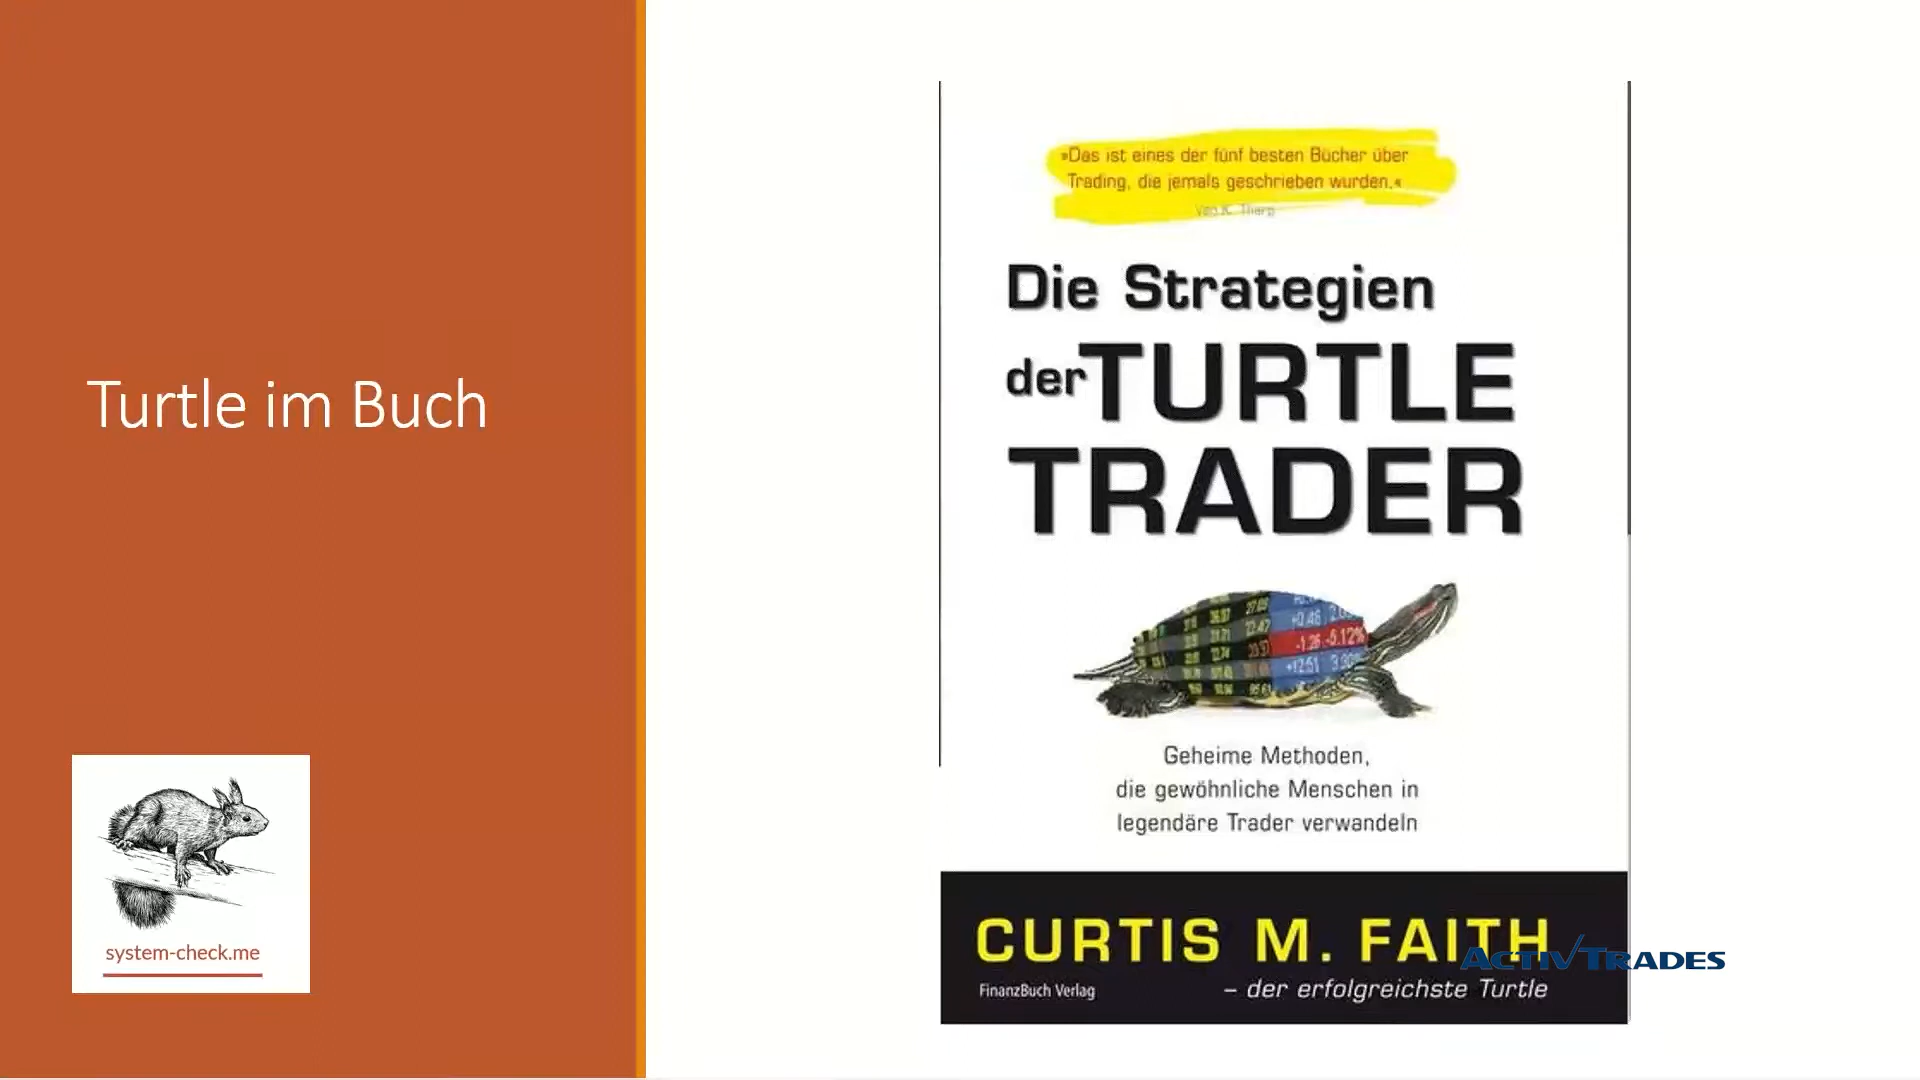 Turtle im Buch
system-check.me
»Das ist eines der fünf besten Bücher über
Trading, die jemals geschrieben wurden.«
Van K. Tharp
Die Strategien
der TURTLE
TRADER
Geheime Methoden,
die gewöhnliche Menschen in
legendäre Trader verwandeln
CURTIS M. FAITH
ACTIVTRADES
FinanzBuch Verlag
– der erfolgreichste Turtle